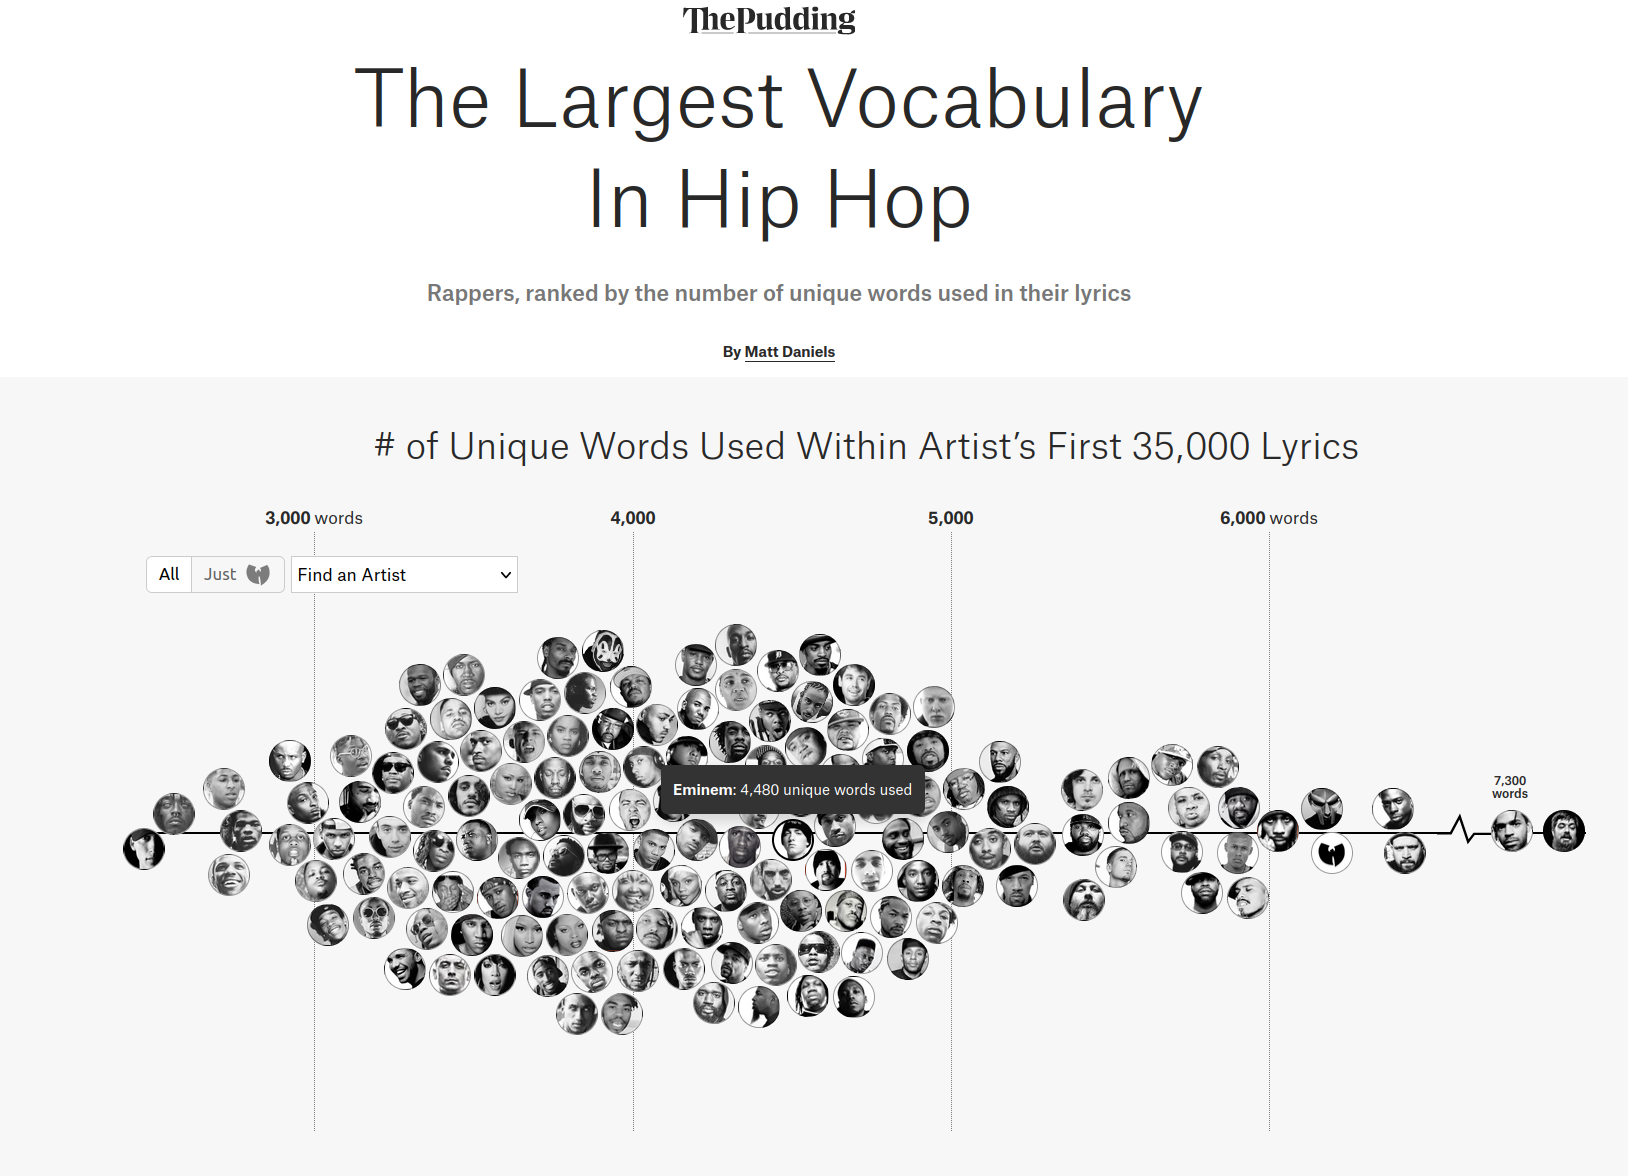 ThePudding
The Largest Vocabulary
In Hip Hop
Rappers, ranked by the number of unique words used in their lyrics
By Matt Daniels
# of Unique Words Used Within Artist’s First 35,000 Lyrics
3,000 words
4,000
5,000
6,000 words
All
Just
Find an Artist
Eminem: 4,480 unique words used
7,300
words